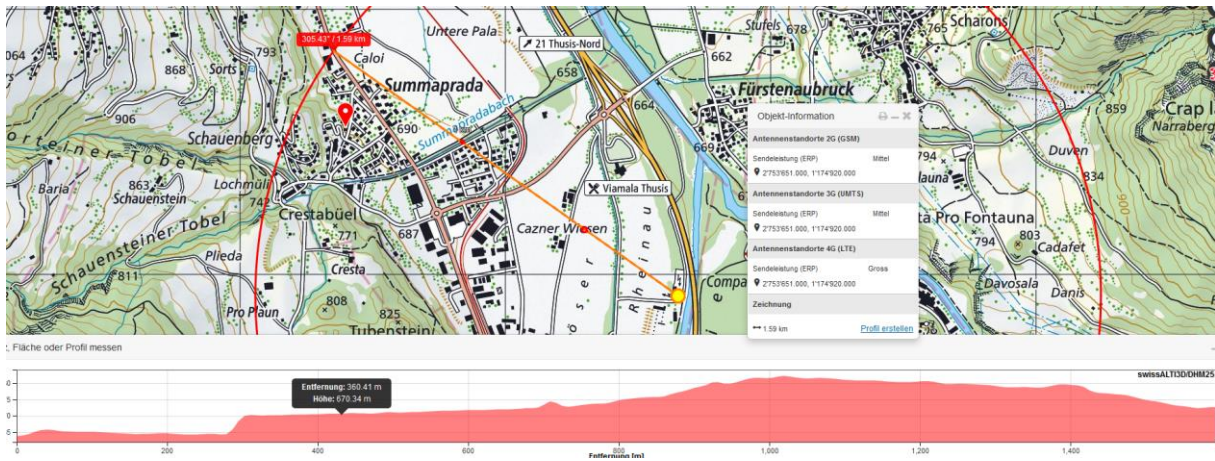 305.43° / 1.59 km
Caloi
Untere Pala
21 Thusis-Nord
Stufels
678
765
Scharons
793
Sorts
868
064
658
662
Summaprada
Fürstenaubruck
906
Schauenberg
690
Summapradabach
664
669
859
Crap
Narraberg
Duven
834
794
Baria
863
Schauenstein
Lochmüli
742
Crestabüel
Viamala Thusis
Schauensteiner Tobel
811
Plieda
771
687
Cazner Wiesen
Cresta
Rheinau
Pro Fontauna
803
794
Cadafet
900
Davosala
Danis
Pro Plaun
808
825
Tubenstein
Compa
Objekt-Information
Antennenstandorte 2G (GSM)
Sendeleistung (ERP) Mittel
2'753'651.000, 1'174'920.000
Antennenstandorte 3G (UMTS)
Sendeleistung (ERP) Mittel
2'753'651.000, 1'174'920.000
Antennenstandorte 4G (LTE)
Sendeleistung (ERP) Gross
2'753'651.000, 1'174'920.000
Zeichnung
1.59 km Profil erstellen
, Fläche oder Profil messen
swissALTI3D/DHM25
Entfernung: 360.41 m
Höhe: 670.34 m
0 200 400 600 800 1,000 1,200 1,400
Entfernung [m]